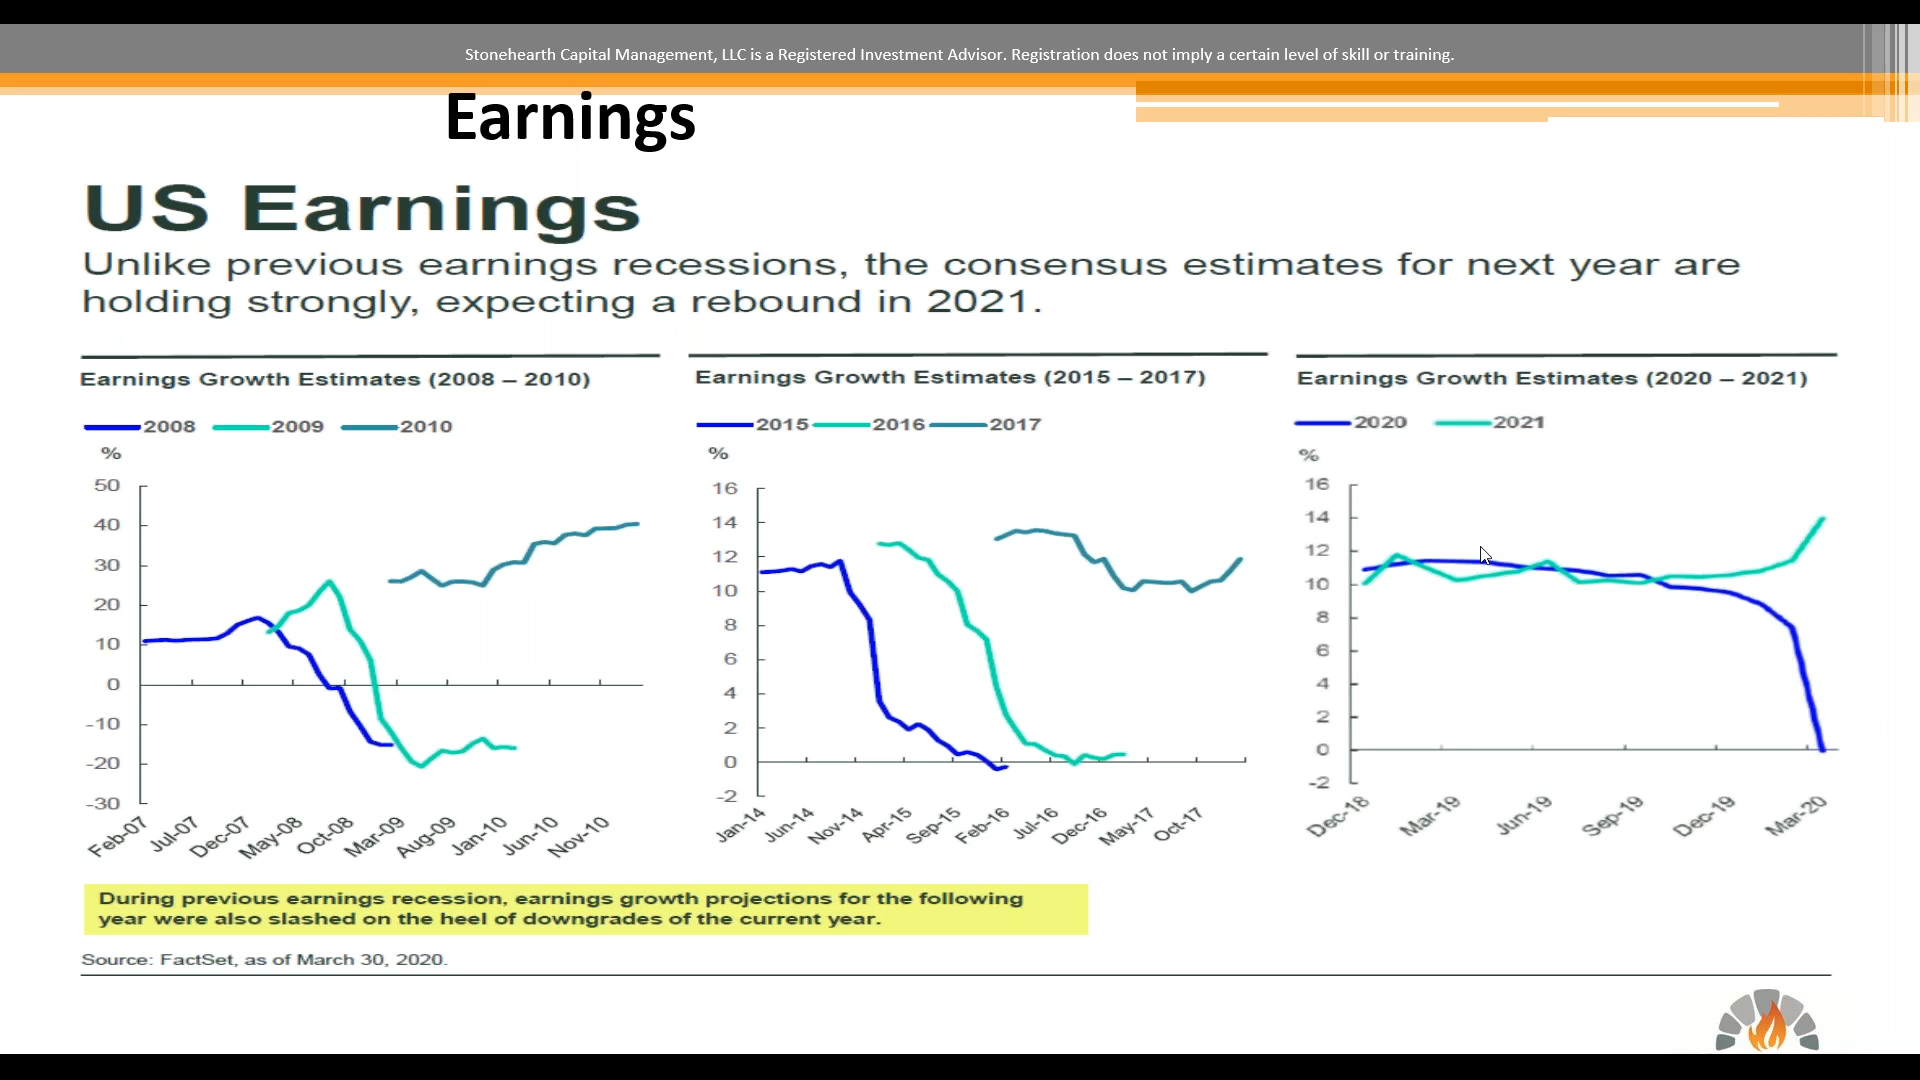 Stonehearth Capital Management, LLC is a Registered Investment Advisor. Registration does not imply a certain level of skill or training.
Earnings
US Earnings
Unlike previous earnings recessions, the consensus estimates for next year are
holding strongly, expecting a rebound in 2021.
Earnings Growth Estimates (2008 – 2010)
2008 2009 2010
%
50
40
30
20
10
0
-10
-20
-30
Feb-07 Jul-07 Dec-07 May-08 Oct-08 Mar-09 Aug-09 Jan-10 Jun-10 Nov-10
Earnings Growth Estimates (2015 – 2017)
2015 2016 2017
%
16
14
12
10
8
6
4
2
0
-2
Jan-14 Jun-14 Nov-14 Apr-15 Sep-15 Feb-16 Jul-16 Dec-16 May-17 Oct-17
Earnings Growth Estimates (2020 – 2021)
2020 2021
%
16
14
12
10
8
6
4
2
0
-2
Dec-18 Mar-19 Jun-19 Sep-19 Dec-19 Mar-20
During previous earnings recession, earnings growth projections for the following
year were also slashed on the heel of downgrades of the current year.
Source: FactSet, as of March 30, 2020.